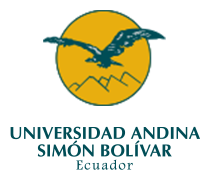 UNIVERSIDAD ANDINA
SIMÓN BOLÍVAR
Ecuador